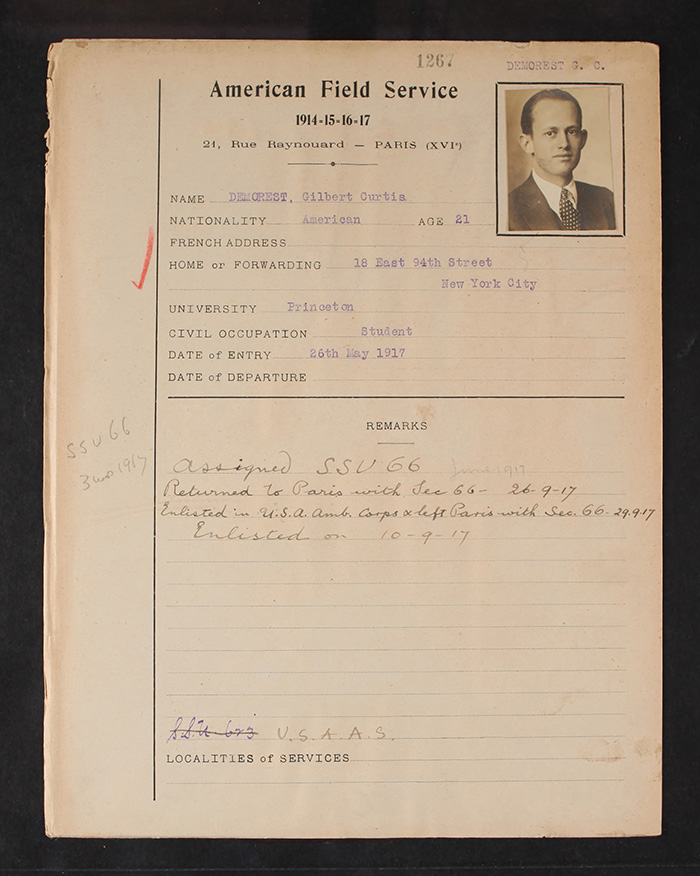 1267
DEMOREST G. C.
American Field Service
1914-15-16-17
21, Rue Raynouard — PARIS (XVIe)
NAME DEMOREST, Gilbert Curtis
NATIONALITY American AGE 21
FRENCH ADDRESS
HOME or FORWARDING 18 East 94th Street
New York City
UNIVERSITY Princeton
CIVIL OCCUPATION Student
DATE of ENTRY 26th May 1917
DATE of DEPARTURE
REMARKS
SSU 66
3 mo 1917
Assigned SSU 66 June 1917
Returned to Paris with Sec 66- 26-9-17
Enlisted in U.S.A. Amb. Corps & left Paris with Sec. 66-29.9.17
Enlisted on 10-9-17
S.S.U. 623 U.S.A.A.S.
LOCALITIES of SERVICES